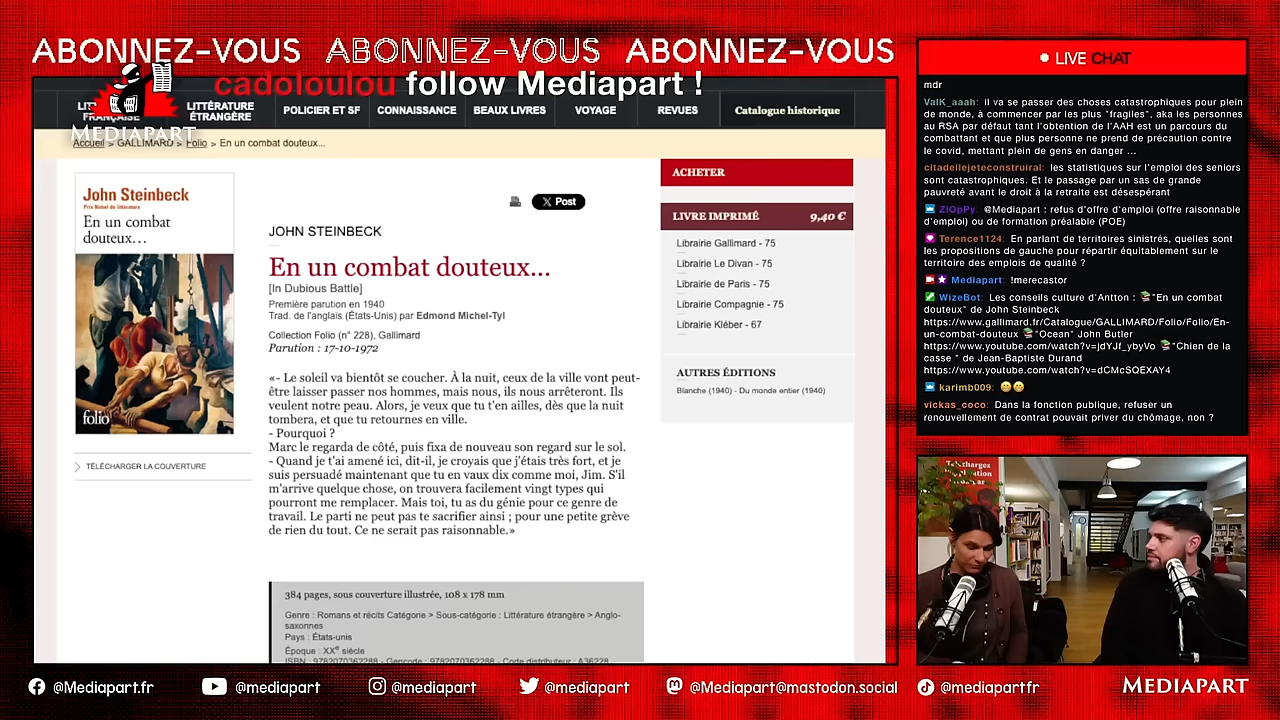 ABONNEZ-VOUS ABONNEZ-VOUS ABONNEZ-VOUS
cadoloulou follow Mediapart !
MEDIAPART
LITTÉRATURE ÉTRANGÈRE
POLICIER ET SF
CONNAISSANCE
BEAUX LIVRES
VOYAGE
REVUES
Catalogue historique
Accueil > GALLIMARD > Folio > En un combat douteux...
John Steinbeck
Prix Nobel de littérature
En un combat
douteux...
folio
TÉLÉCHARGER LA COUVERTURE
X Post
JOHN STEINBECK
En un combat douteux...
[In Dubious Battle]
Première parution en 1940
Trad. de l'anglais (États-Unis) par Edmond Michel-Tyl
Collection Folio (n° 228), Gallimard
Parution : 17-10-1972
«- Le soleil va bientôt se coucher. À la nuit, ceux de la ville vont peut-
être laisser passer nos hommes, mais nous, ils nous arrêteront. Ils
veulent notre peau. Alors, je veux que tu t'en ailles, dès que la nuit
tombera, et que tu retournes en ville.
- Pourquoi ?
Marc le regarda de côté, puis fixa de nouveau son regard sur le sol.
- Quand je t'ai amené ici, dit-il, je croyais que j'étais très fort, et je
suis persuadé maintenant que tu en vaux dix comme moi, Jim. S'il
m'arrive quelque chose, on trouvera facilement vingt types qui
pourront me remplacer. Mais toi, tu as du génie pour ce genre de
travail. Le parti ne peut pas te sacrifier ainsi ; pour une petite grève
de rien du tout. Ce ne serait pas raisonnable.»
384 pages, sous couverture illustrée, 108 x 178 mm
Genre : Romans et récits Catégorie > Sous-catégorie : Littérature étrangère > Anglo-
saxonnes
Pays : États-unis
Époque : XXe siècle
ISBN : 9782070362288 - Gencode : 9782070362288 - Code distributeur : A36228
ACHETER
LIVRE IMPRIMÉ 9,40 €
Librairie Gallimard - 75
Librairie Le Divan - 75
Librairie de Paris - 75
Librairie Compagnie - 75
Librairie Kléber - 67
AUTRES ÉDITIONS
Blanche (1940) - Du monde entier (1940)
LIVE CHAT
mdr
ValK_aaah: il va se passer des choses catastrophiques pour plein
de monde, à commencer par les plus "fragiles", aka les personnes
au RSA par défaut tant l'obtention de l'AAH est un parcours du
combattant et que plus personne ne prend de précaution contre
le covid, mettant plein de gens en danger ...
citadellejeteconstruirai: les statistiques sur l'emploi des seniors
sont catastrophiques. Et le passage par un sas de grande
pauvreté avant le droit à la retraite est désespérant
ZiOpPy: @Mediapart : refus d'offre d'emploi (offre raisonnable
d'emploi) ou de formation préalable (POE)
Terence1124: En parlant de territoires sinistrés, quelles sont
les propositions de gauche pour répartir équitablement sur le
territoire des emplois de qualité ?
Mediapart: !merecastor
WizeBot: Les conseils culture d'Antton : "En un combat
douteux" de John Steinbeck
https://www.gallimard.fr/Catalogue/GALLIMARD/Folio/Folio/En-
un-combat-douteux "Ocean" John Butler
https://www.youtube.com/watch?v=jdYJf_ybyVo "Chien de la
casse " de Jean-Baptiste Durand
https://www.youtube.com/watch?v=dCMcSQEXAY4
karimb009:
vickas_coco: Dans la fonction publique, refuser un
renouvellement de contrat pouvait priver du chômage, non ?
@Mediapart.fr
@mediapart
@mediapart
@mediapart
@Mediapart@mastodon.social
@mediapartfr
MEDIAPART